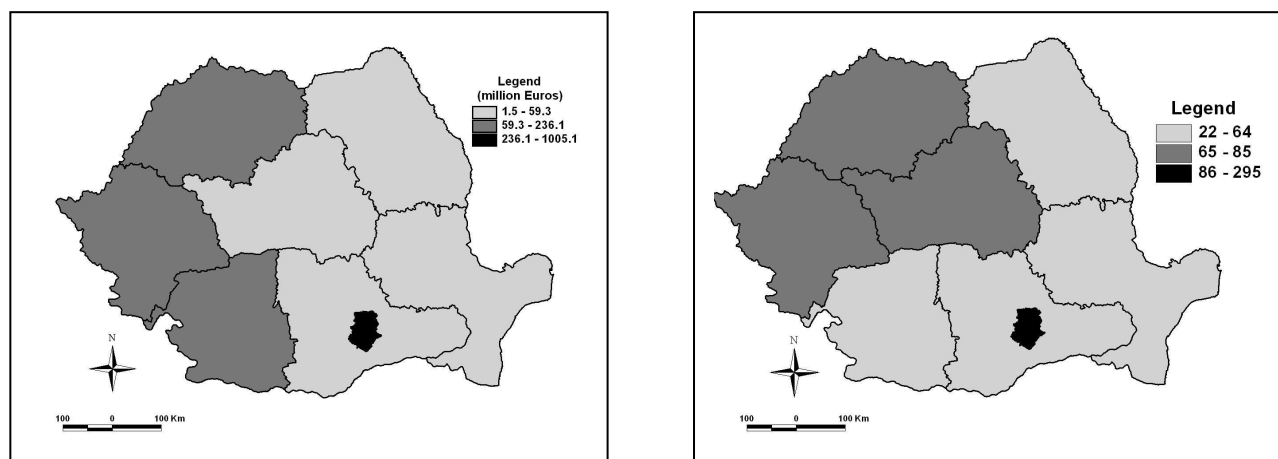 Legend
(million Euros)
1.5 - 59.3
59.3 - 236.1
236.1 - 1005.1
N
100 0 100 Km
Legend
22 - 64
65 - 85
86 - 295
N
100 0 100 Km